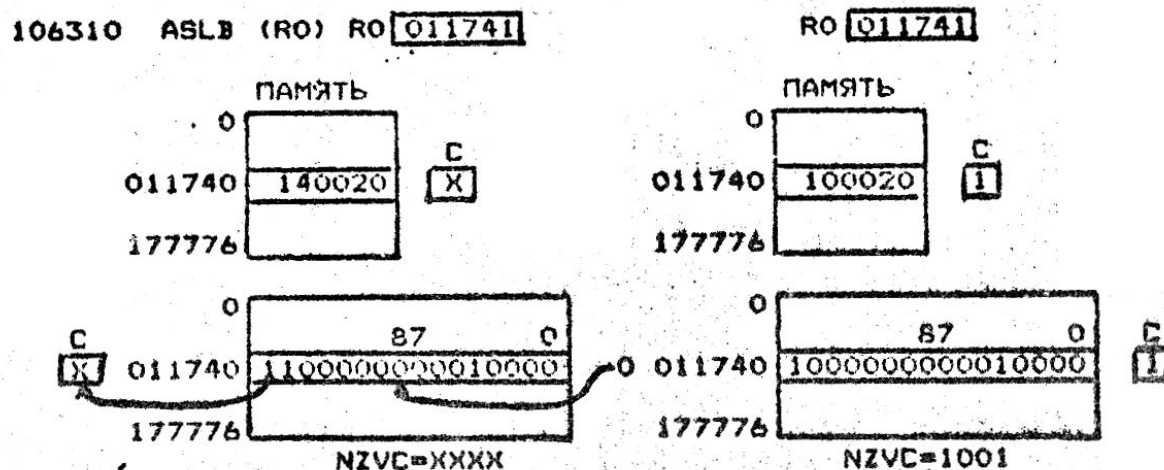 106310 ASLB (R0) R0 011741 R0 011741
ПАМЯТЬ ПАМЯТЬ
0 0
C C
011740 140020 X 011740 100020 1
177776 177776
0 0
C 87 0 87 0 C
X 011740 1100000000010000 0 011740 1000000000010000 1
177776 177776
NZVC=XXXX NZVC=1001